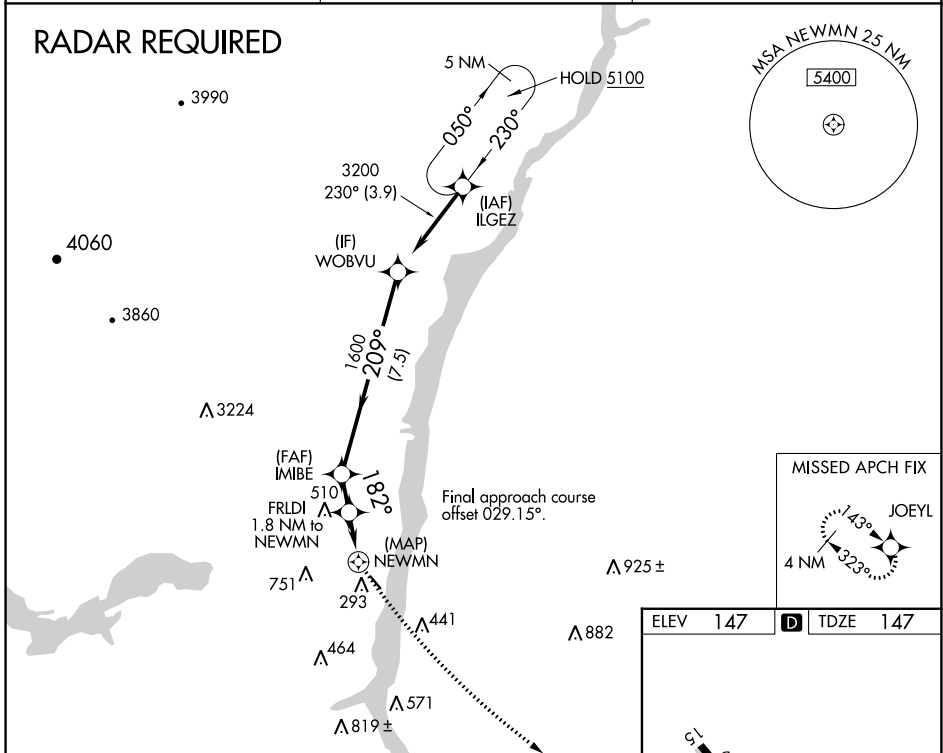 RADAR REQUIRED
MSA NEWMN 25 NM
5400
5 NM
HOLD 5100
3990
050°
230°
3200
230° (3.9)
(IAF)
ILGEZ
(IF)
WOBVU
4060
3860
1600
209°
(7.5)
3224
(FAF)
IMIBE
182°
510
FRLDI
1.8 NM to
NEWMN
Final approach course
offset 029.15°.
(MAP)
NEWMN
MISSED APCH FIX
JOEYL
143°
4 NM
323°
751
293
925 ±
441
882
464
571
819 ±
ELEV 147 D TDZE 147
15